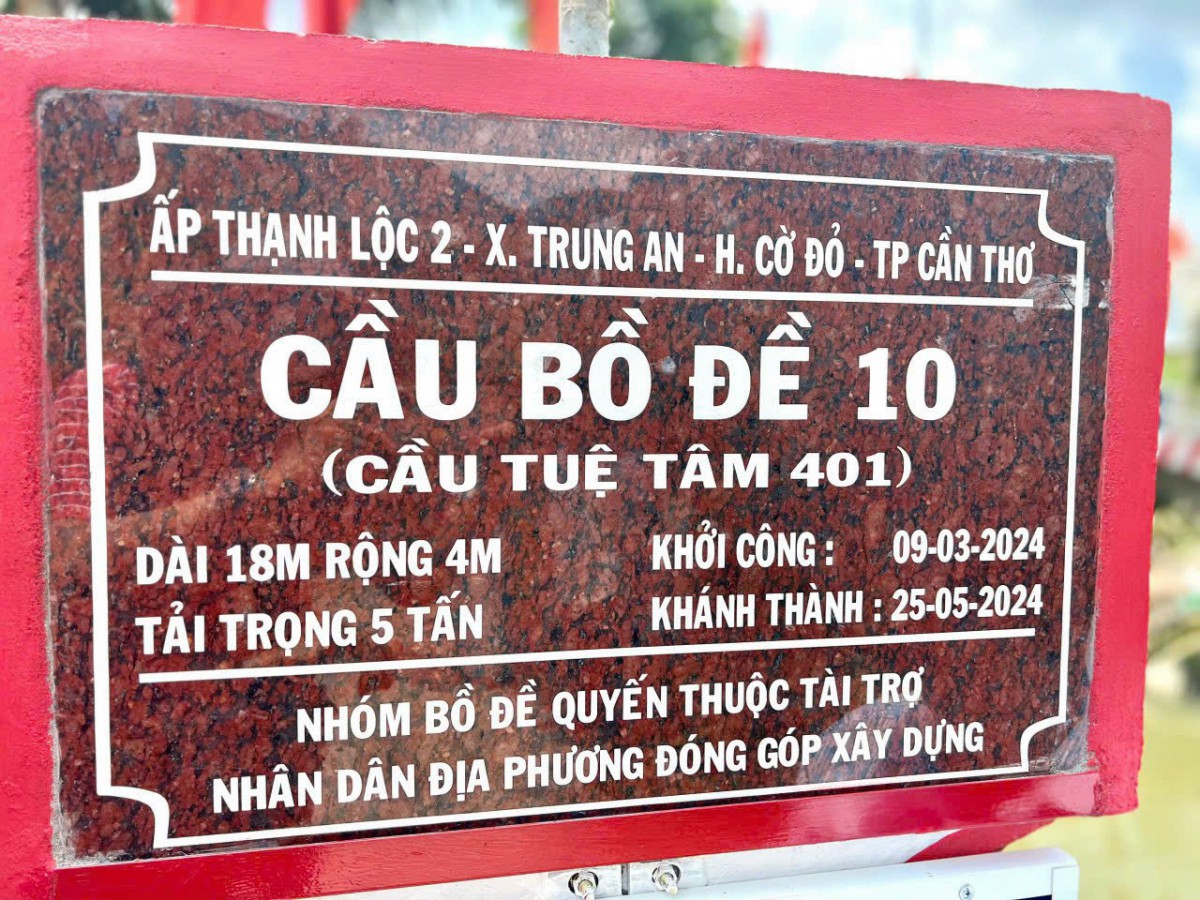 ẤP THẠNH LỘC 2 - X. TRUNG AN - H. CỜ ĐỎ - TP CẦN THƠ
CẦU BỒ ĐỀ 10
(CẦU TUỆ TÂM 401)
DÀI 18M RỘNG 4M
TẢI TRỌNG 5 TẤN
KHỞI CÔNG : 09-03-2024
KHÁNH THÀNH : 25-05-2024
NHÓM BỒ ĐỀ QUYẾN THUỘC TÀI TRỢ
NHÂN DÂN ĐỊA PHƯƠNG ĐÓNG GÓP XÂY DỰNG